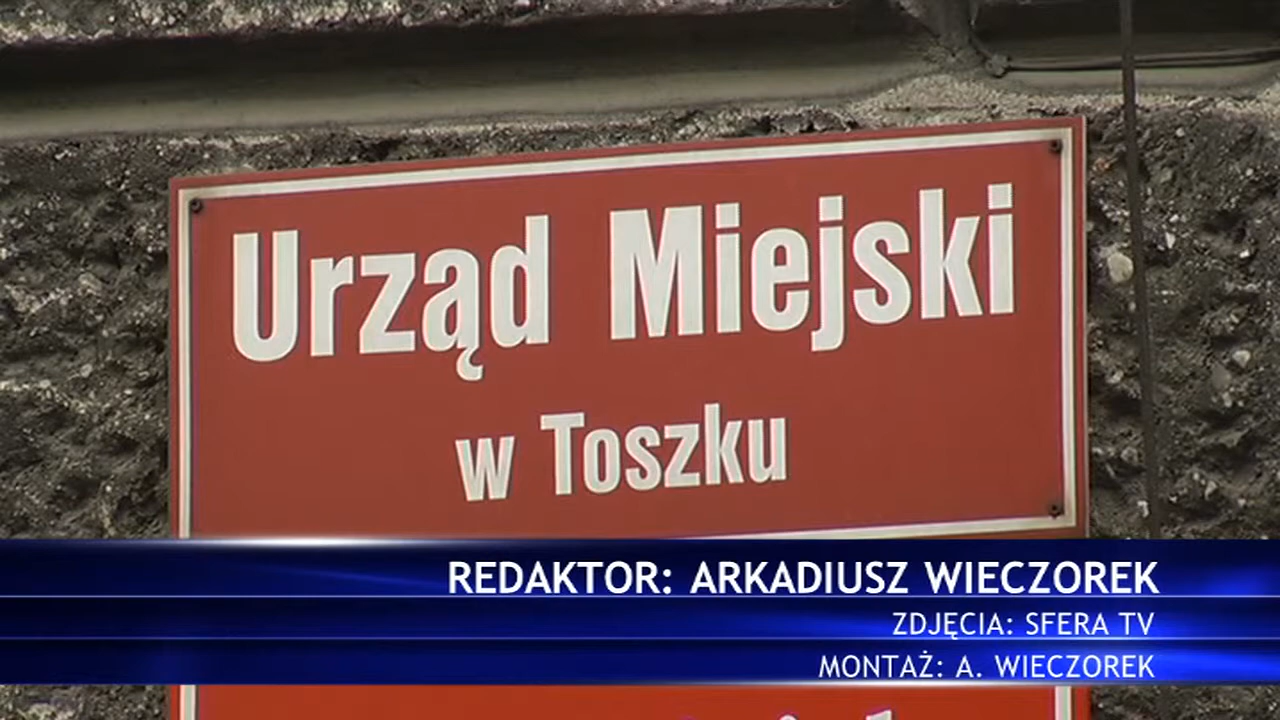 Urząd Miejski
w Toszku
REDAKTOR: ARKADIUSZ WIECZOREK
ZDJĘCIA: SFERA TV
MONTAŻ: A. WIECZOREK